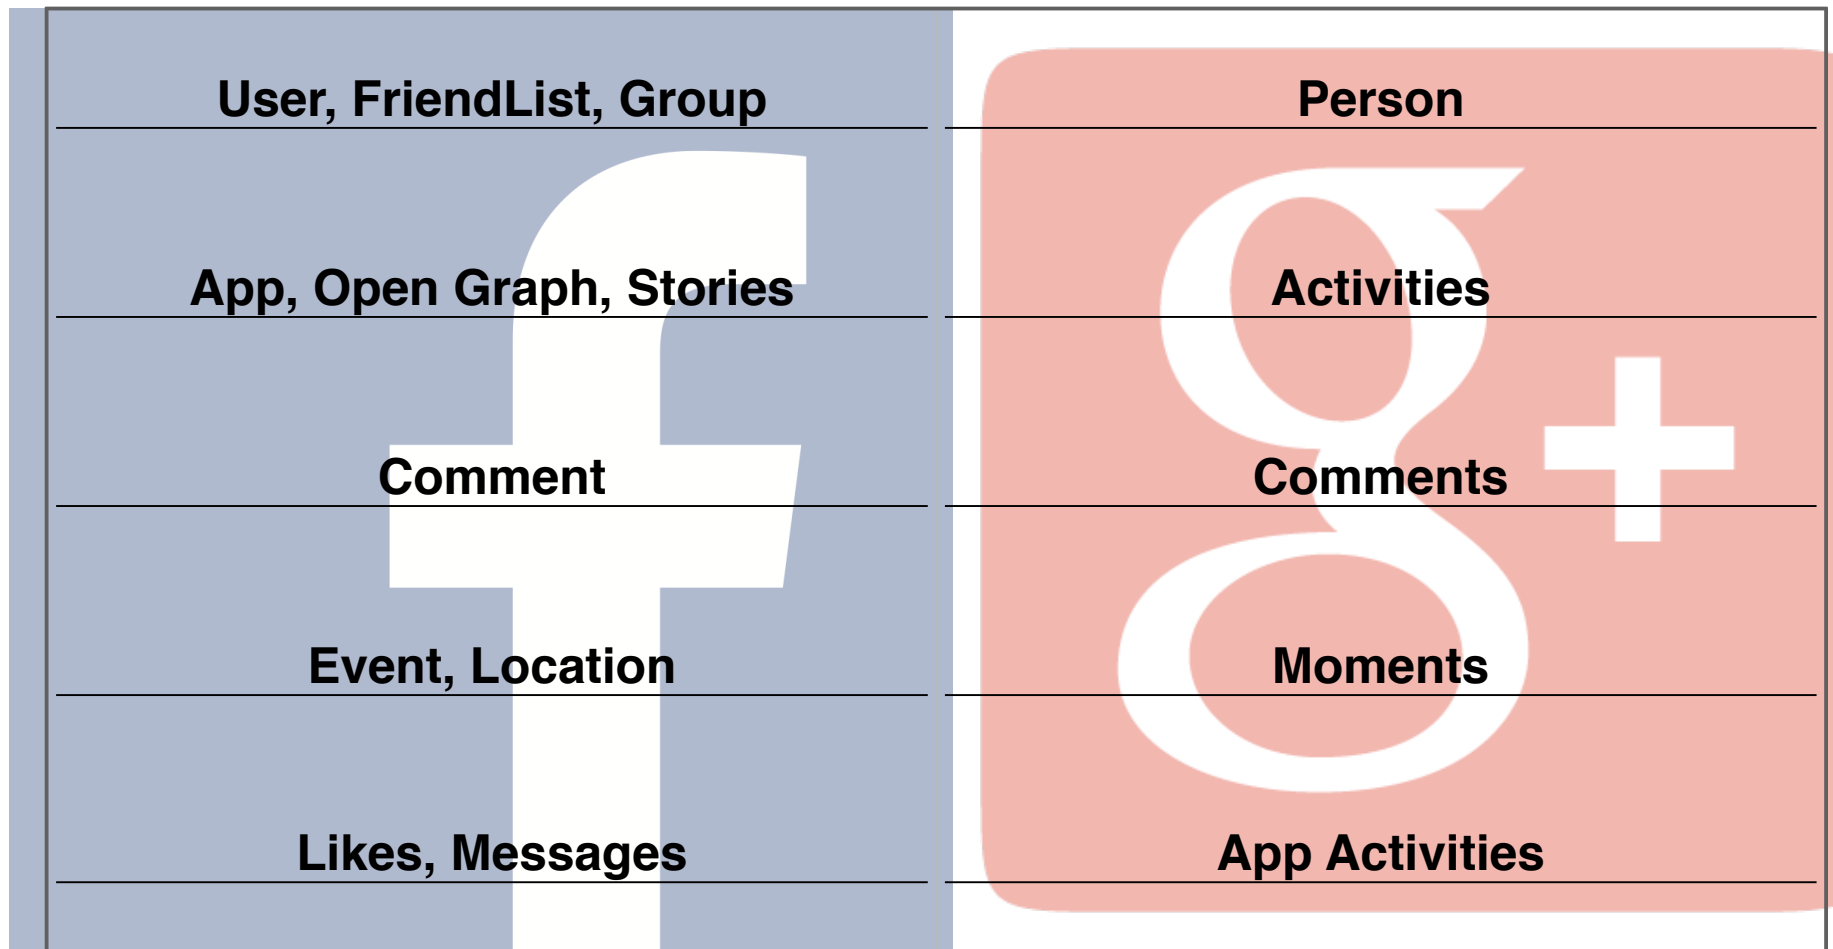 User, FriendList, Group
Person
App, Open Graph, Stories
Activities
Comment
Comments
Event, Location
Moments
Likes, Messages
App Activities
f
g+